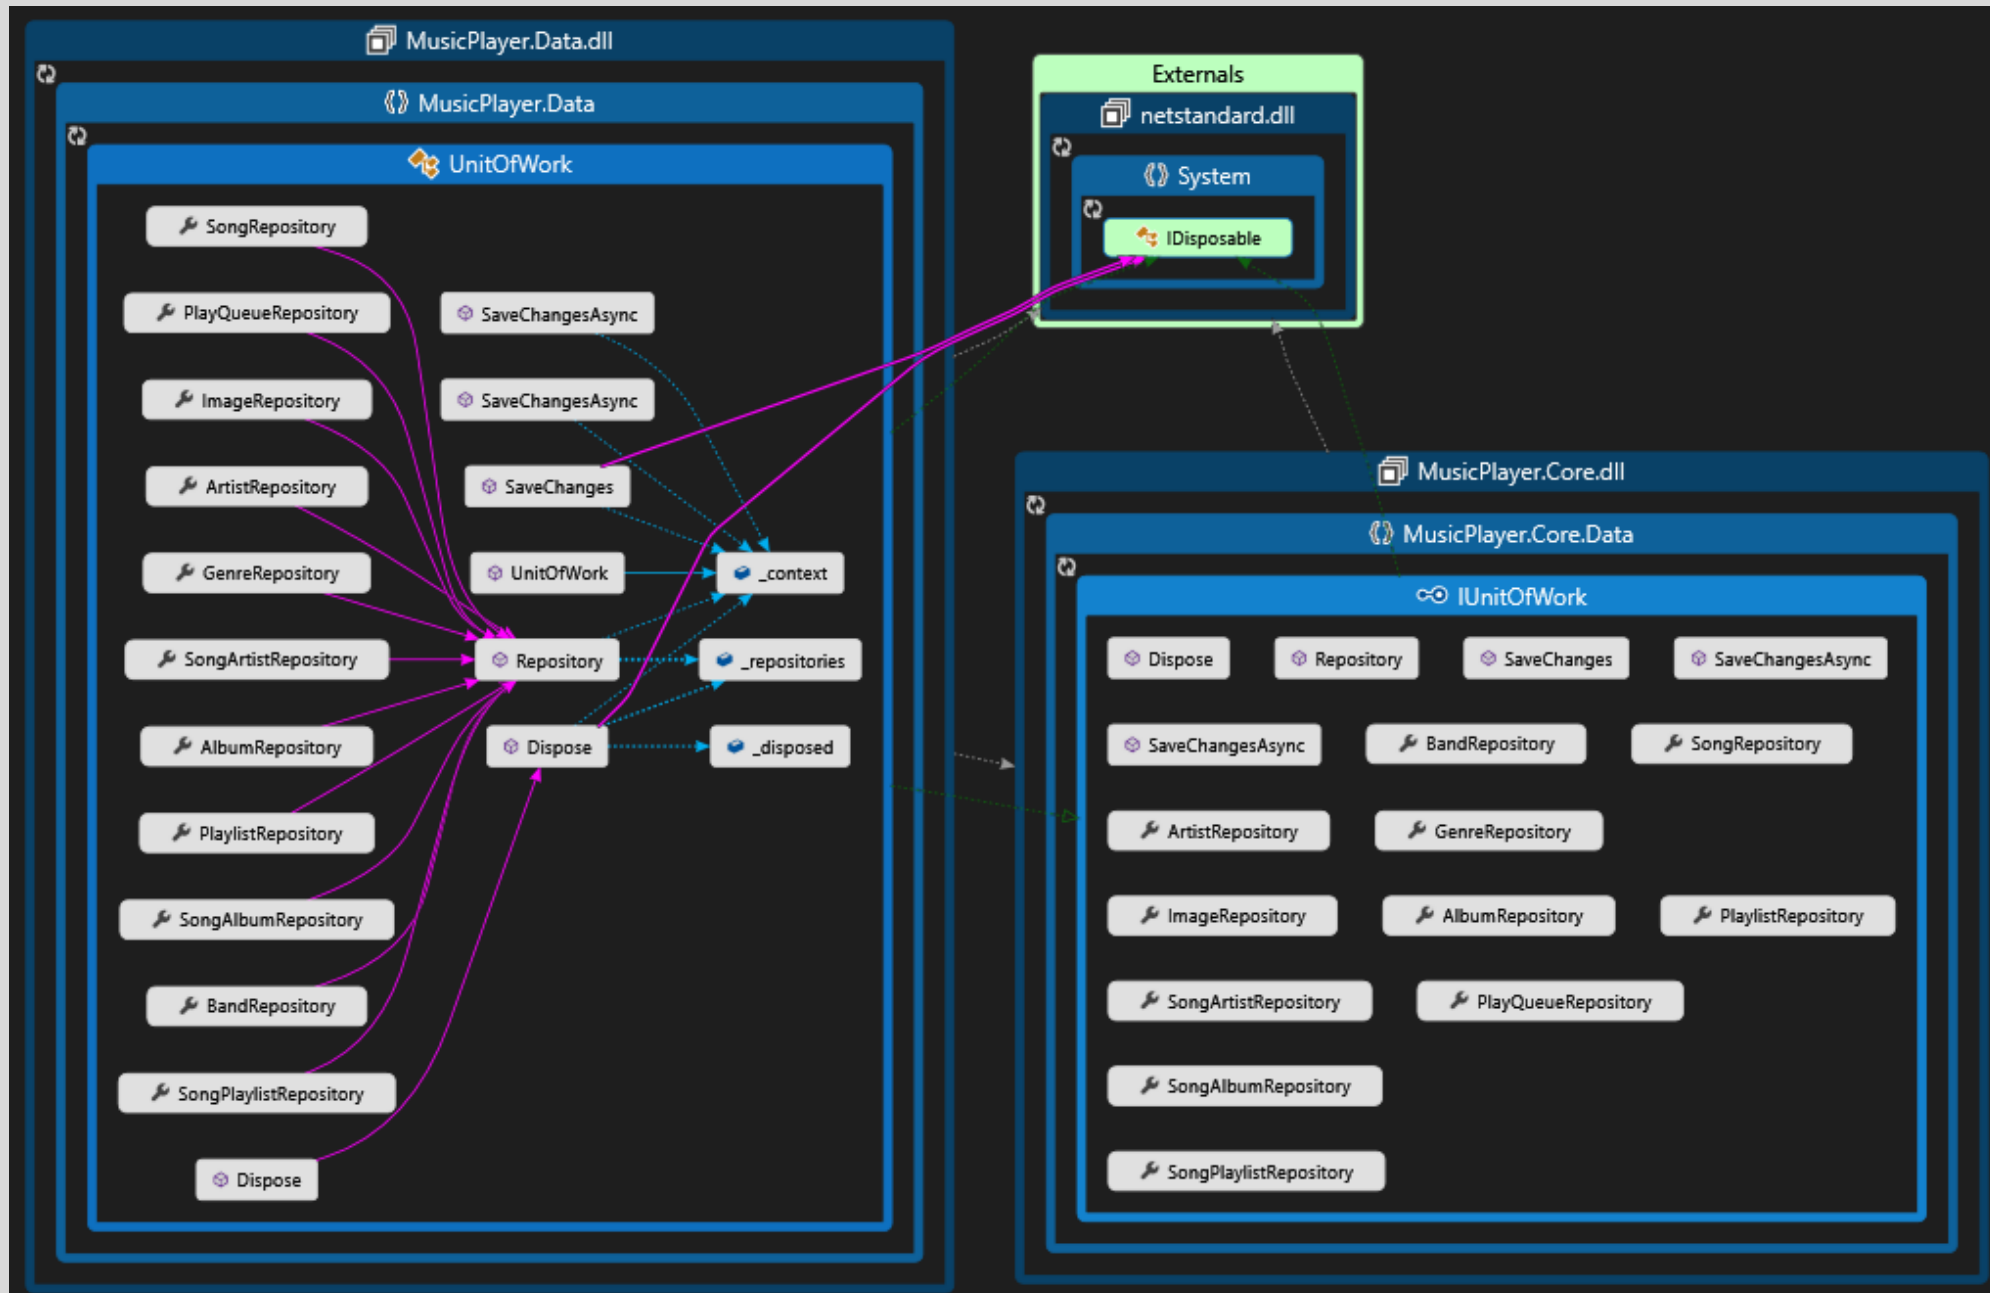 MusicPlayer.Data.dll
MusicPlayer.Data
UnitOfWork
SongRepository
PlayQueueRepository
SaveChangesAsync
ImageRepository
SaveChangesAsync
ArtistRepository
SaveChanges
GenreRepository
UnitOfWork
_context
SongArtistRepository
Repository
_repositories
AlbumRepository
Dispose
_disposed
PlaylistRepository
SongAlbumRepository
BandRepository
SongPlaylistRepository
Dispose
Externals
netstandard.dll
System
IDisposable
MusicPlayer.Core.dll
MusicPlayer.Core.Data
IUnitOfWork
Dispose
Repository
SaveChanges
SaveChangesAsync
SaveChangesAsync
BandRepository
SongRepository
ArtistRepository
GenreRepository
ImageRepository
AlbumRepository
PlaylistRepository
SongArtistRepository
PlayQueueRepository
SongAlbumRepository
SongPlaylistRepository